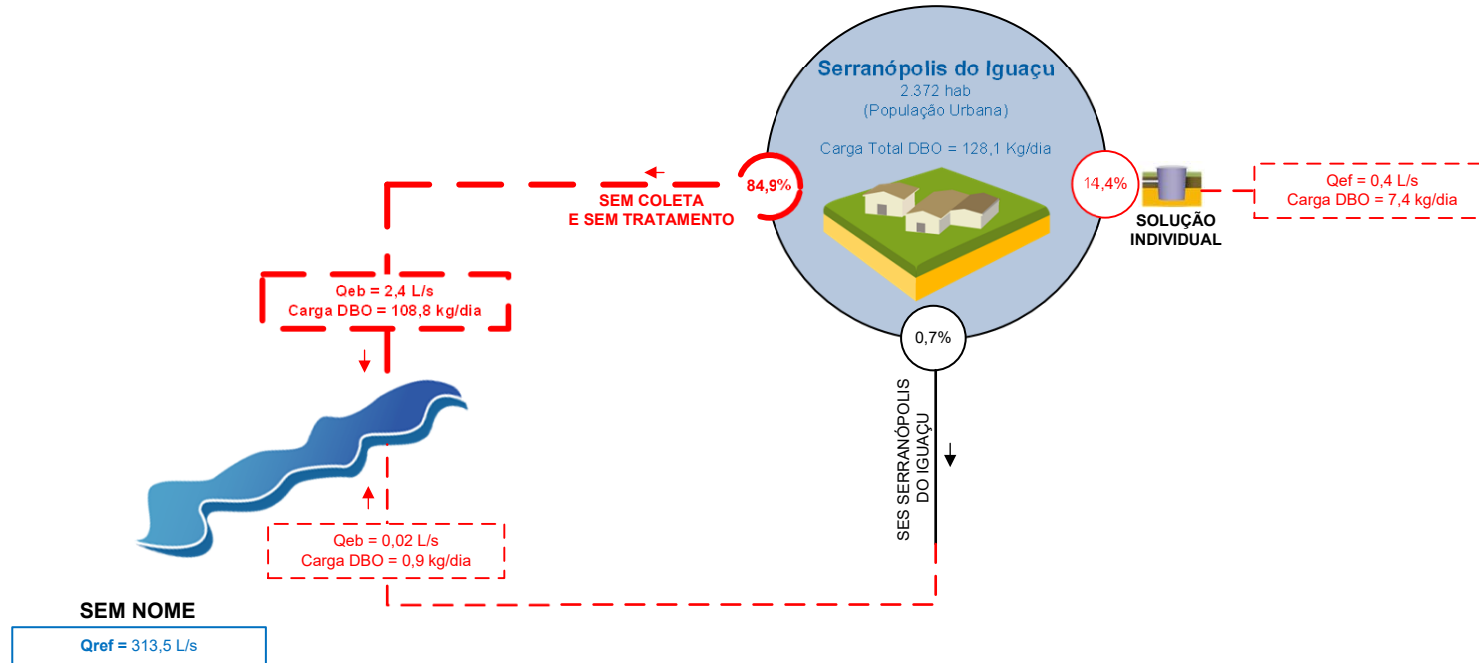 Serranópolis do Iguaçu
2.372 hab
(População Urbana)
Carga Total DBO = 128,1 Kg/dia
84,9%
14,4%
0,7%
SEM COLETA
E SEM TRATAMENTO
SOLUÇÃO
INDIVIDUAL
Qef = 0,4 L/s
Carga DBO = 7,4 kg/dia
Qeb = 2,4 L/s
Carga DBO = 108,8 kg/dia
SES SERRANÓPOLIS
DO IGUAÇU
Qeb = 0,02 L/s
Carga DBO = 0,9 kg/dia
SEM NOME
Qref = 313,5 L/s